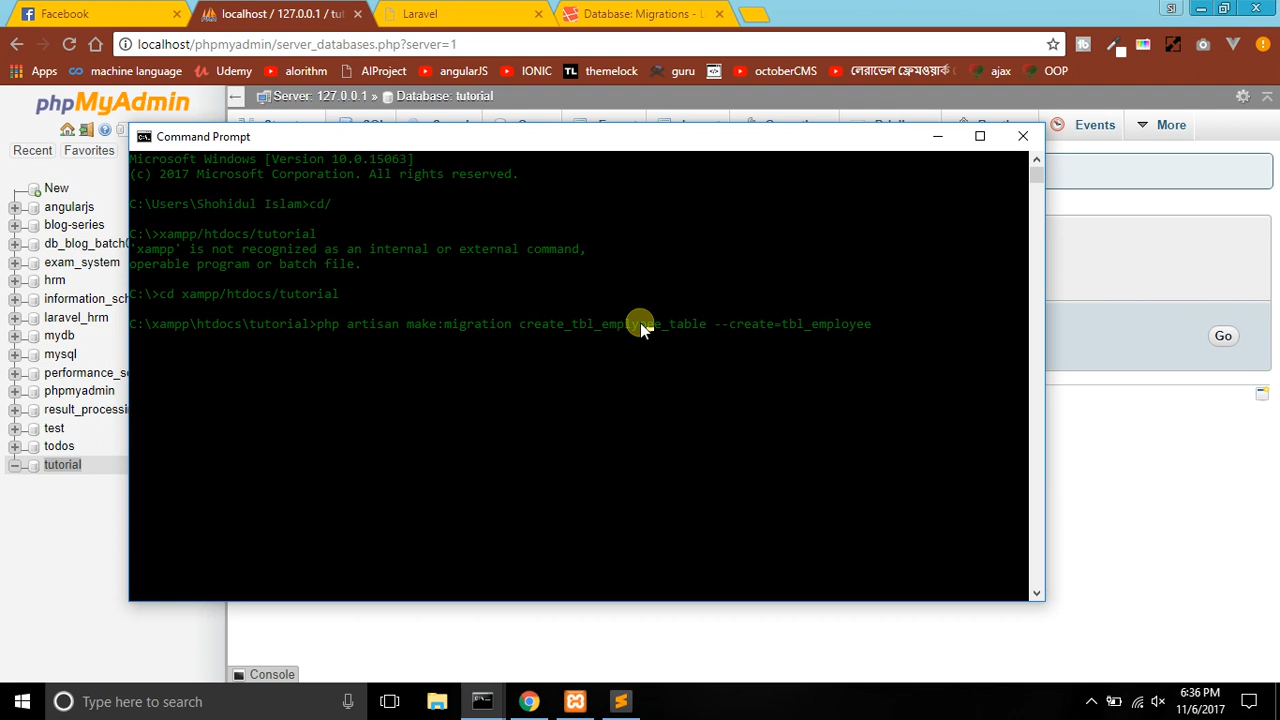 Facebook
localhost / 127.0.0.1 / tut
Laravel
Database: Migrations - L
SI
localhost/phpmyadmin/server_databases.php?server=1
Apps
machine language
Udemy
alorithm
AIProject
angularJS
IONIC
TL themelock
guru
octoberCMS
লারাভেল ফ্রেমওয়ার্ক
ajax
OOP
phpMyAdmin
Server: 127.0.0.1 » Database: tutorial
Recent
Favorites
Events
More
New
angularjs
blog-series
db_blog_batch
exam_system
hrm
information_sch
laravel_hrm
mydb
mysql
performance_s
phpmyadmin
result_processi
test
todos
tutorial
Command Prompt
Microsoft Windows [Version 10.0.15063]
(c) 2017 Microsoft Corporation. All rights reserved.
C:\Users\Shohidul Islam>cd/
C:\>xampp/htdocs/tutorial
'xampp' is not recognized as an internal or external command,
operable program or batch file.
C:\>cd xampp/htdocs/tutorial
C:\xampp\htdocs\tutorial>php artisan make:migration create_tbl_employee_table --create=tbl_employee
Go
Console
Type here to search
6:36 PM
11/6/2017